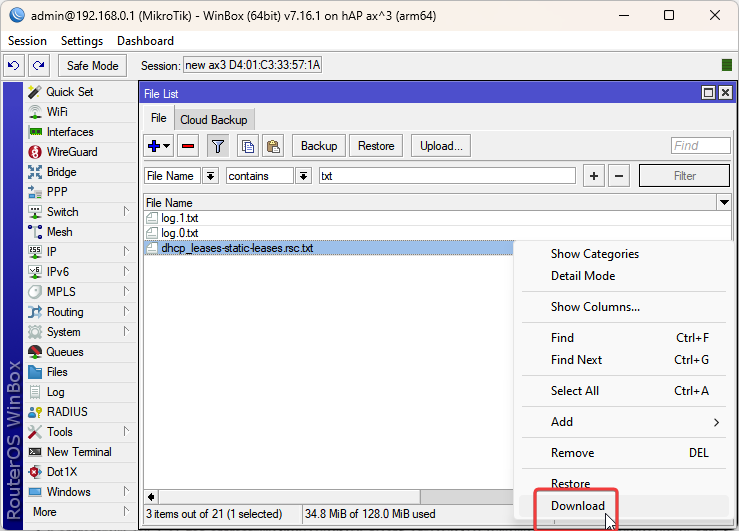 admin@192.168.0.1 (MikroTik) - WinBox (64bit) v7.16.1 on hAP ax^3 (arm64)
Session Settings Dashboard
Safe Mode Session: new ax3 D4:01:C3:33:57:1A
RouterOS WinBox
Quick Set
WiFi
Interfaces
WireGuard
Bridge
PPP
Switch
Mesh
IP
IPv6
MPLS
Routing
System
Queues
Files
Log
RADIUS
Tools
New Terminal
Dot1X
Windows
More
File List
File Cloud Backup
Backup Restore Upload... Find
File Name contains txt Filter
File Name
log.1.txt
log.0.txt
dhcp_leases-static-leases.rsc.txt
Show Categories
Detail Mode
Show Columns...
Find Ctrl+F
Find Next Ctrl+G
Select All Ctrl+A
Add
Remove DEL
Restore
Download
3 items out of 21 (1 selected) 34.8 MiB of 128.0 MiB used